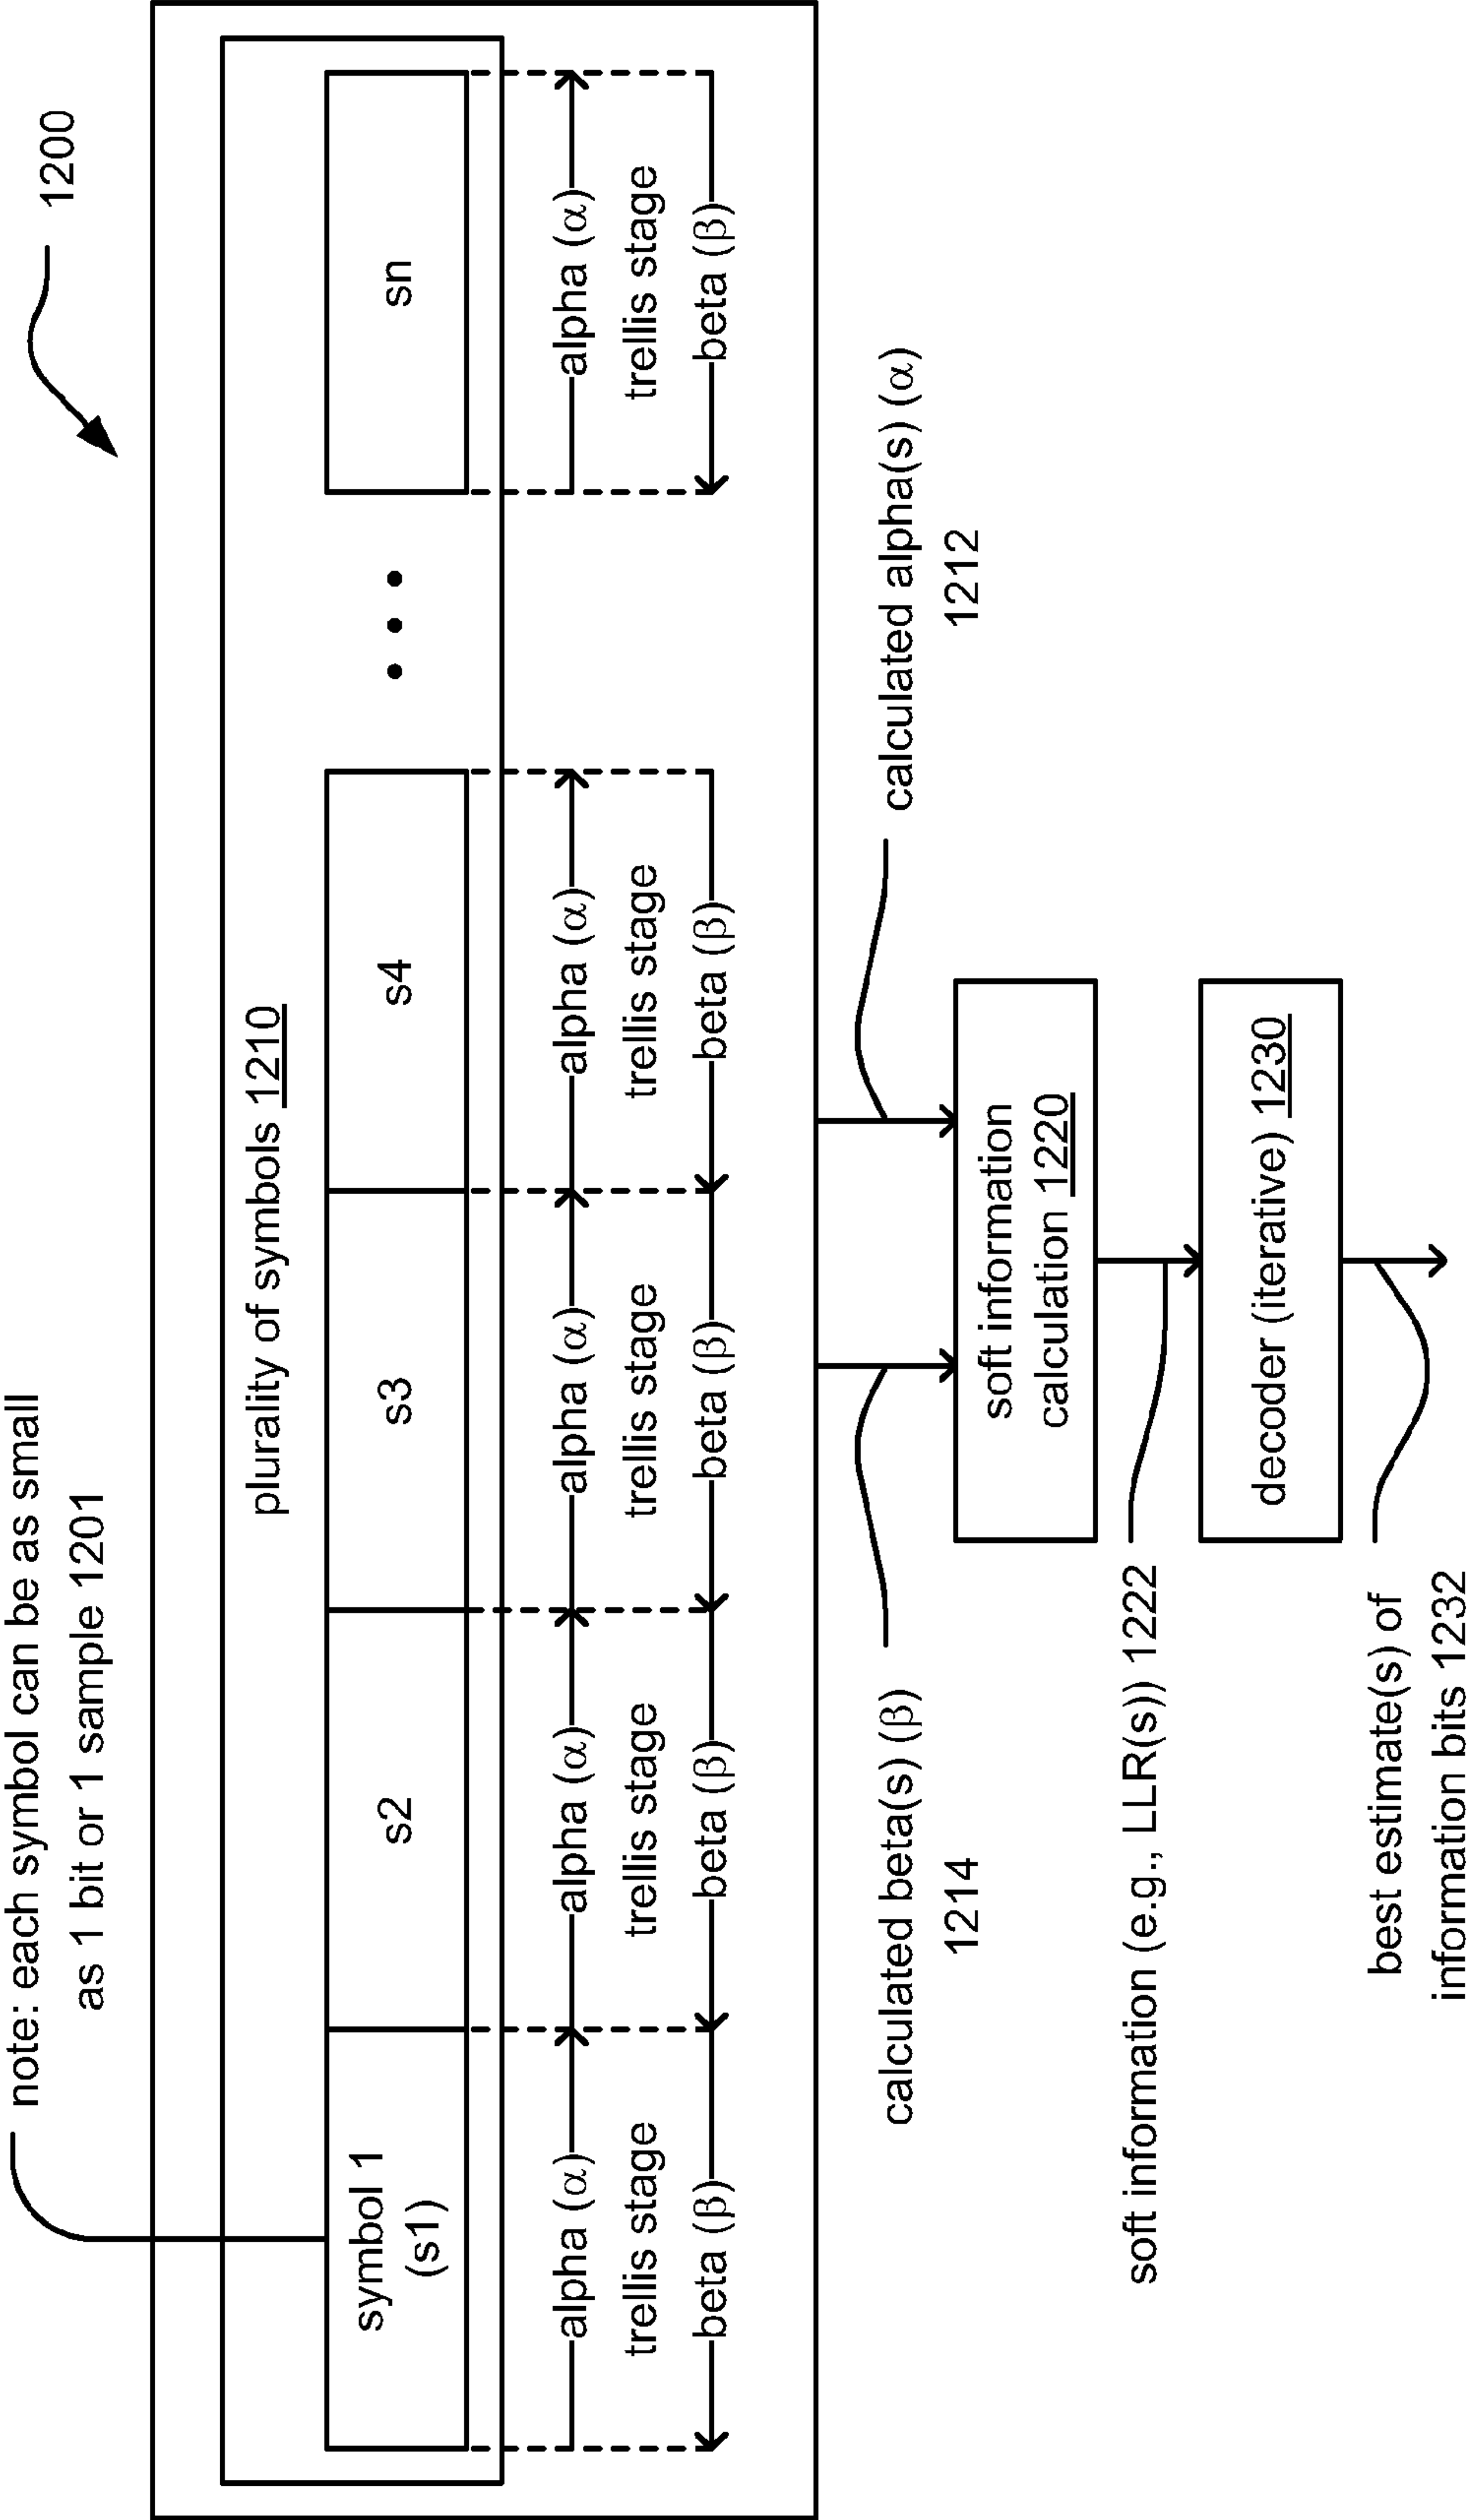 note: each symbol can be as small
as 1 bit or 1 sample 1201
1200
plurality of symbols 1210
symbol 1
(s1)
s2
s3
s4
• • •
sn
alpha (α)
trellis stage
beta (β)
alpha (α)
trellis stage
beta (β)
alpha (α)
trellis stage
beta (β)
alpha (α)
trellis stage
beta (β)
alpha (α)
trellis stage
beta (β)
calculated beta(s) (β)
1214
calculated alpha(s) (α)
1212
soft information
calculation 1220
soft information (e.g., LLR(s)) 1222
decoder (iterative) 1230
best estimate(s) of
information bits 1232